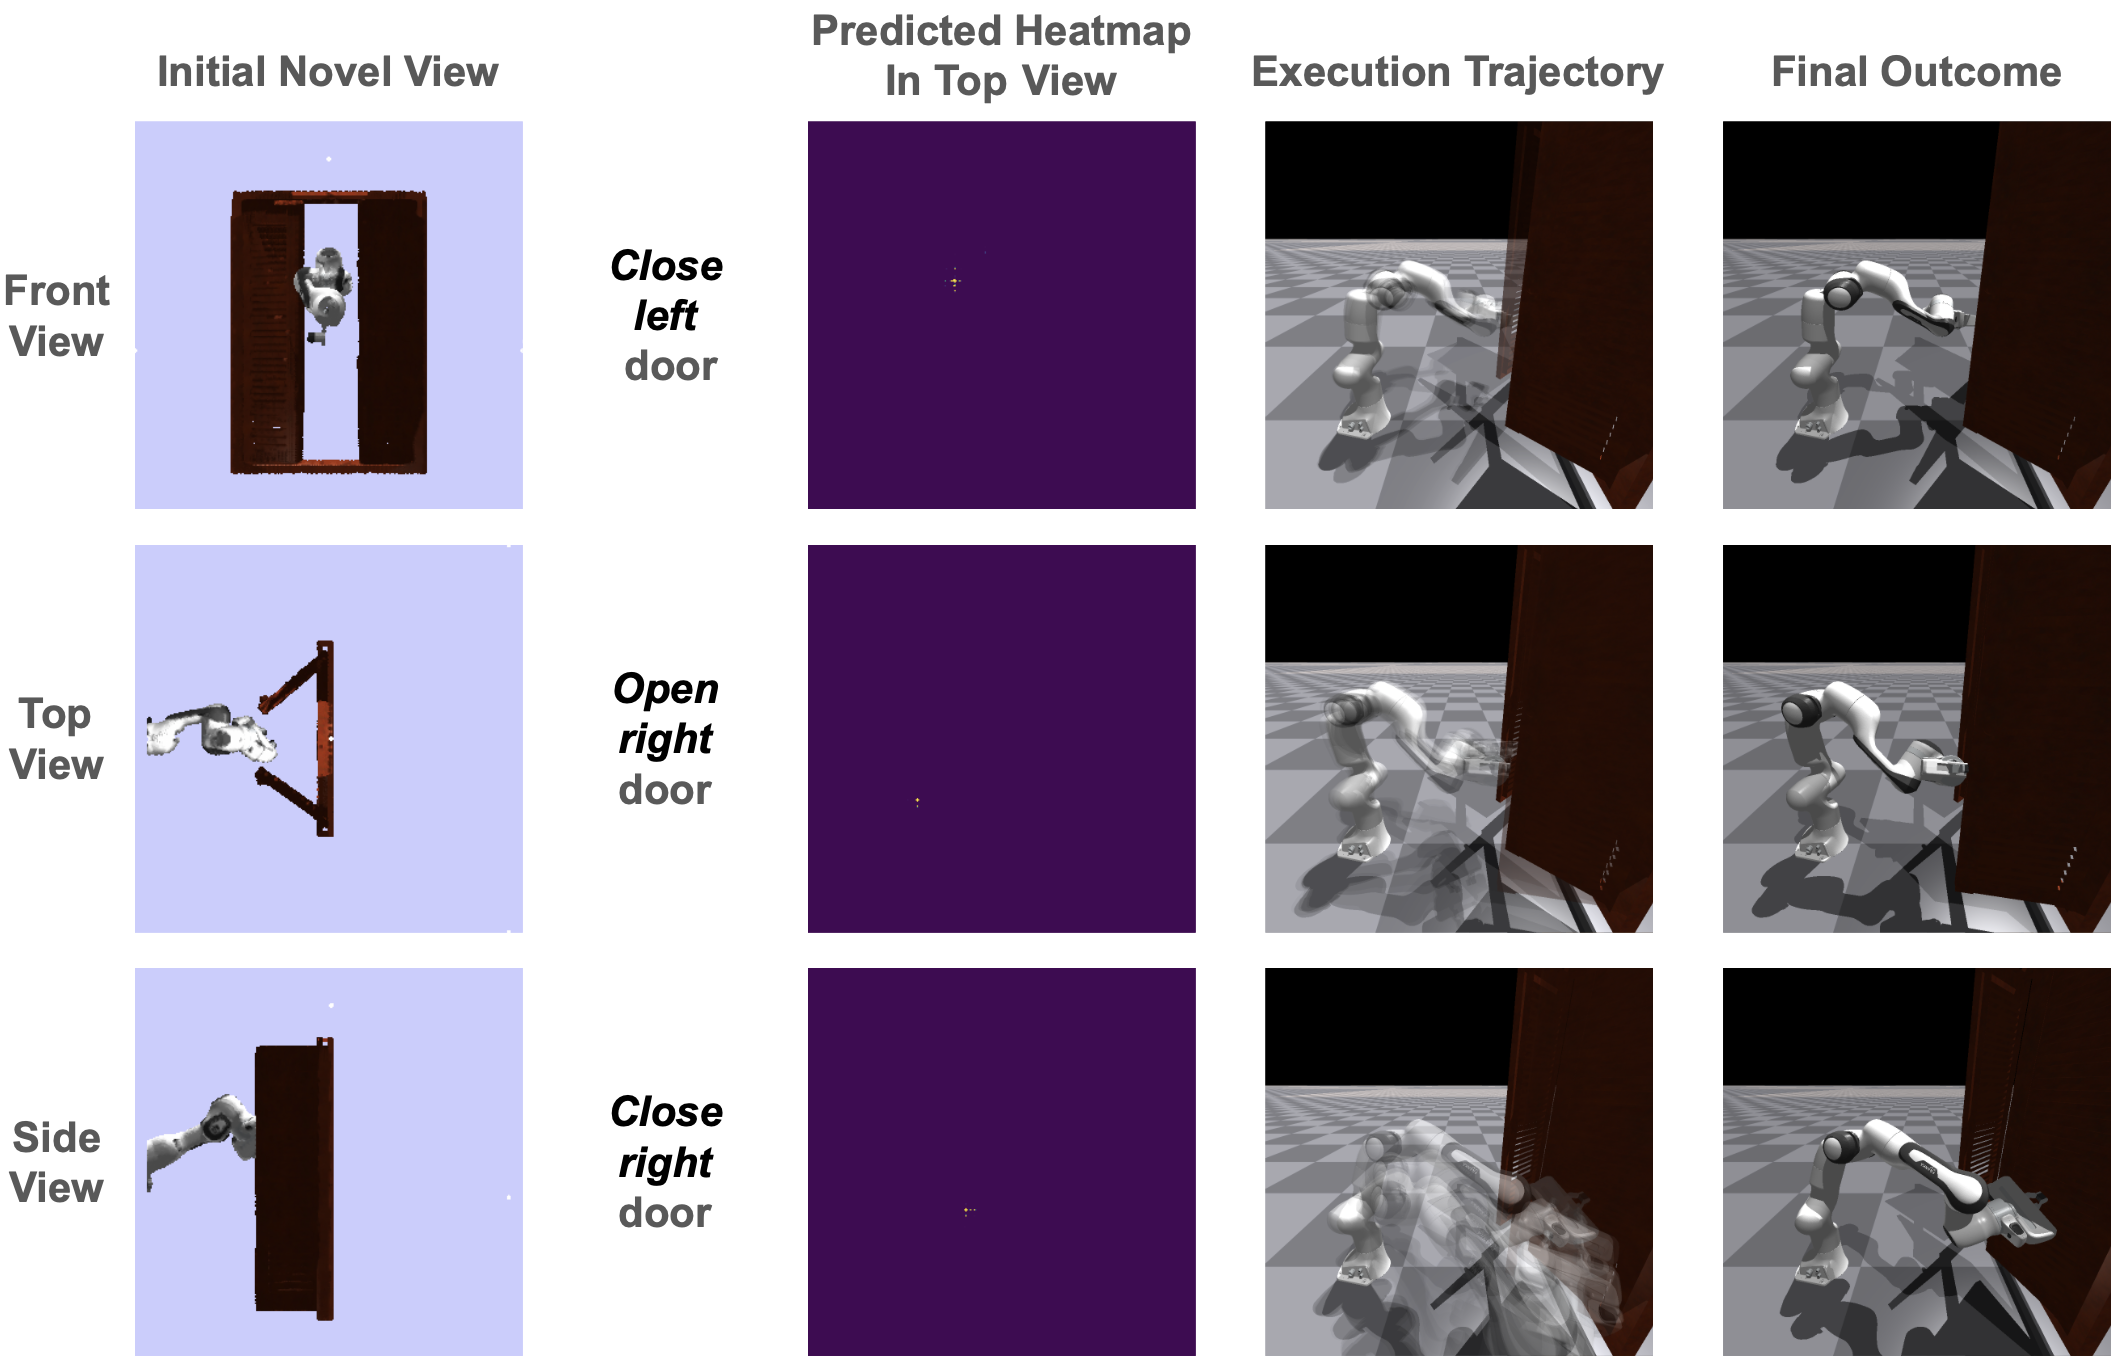 Initial Novel View
Predicted Heatmap
In Top View
Execution Trajectory
Final Outcome
Front
View
Close
left
door
Top
View
Open
right
door
Side
View
Close
right
door